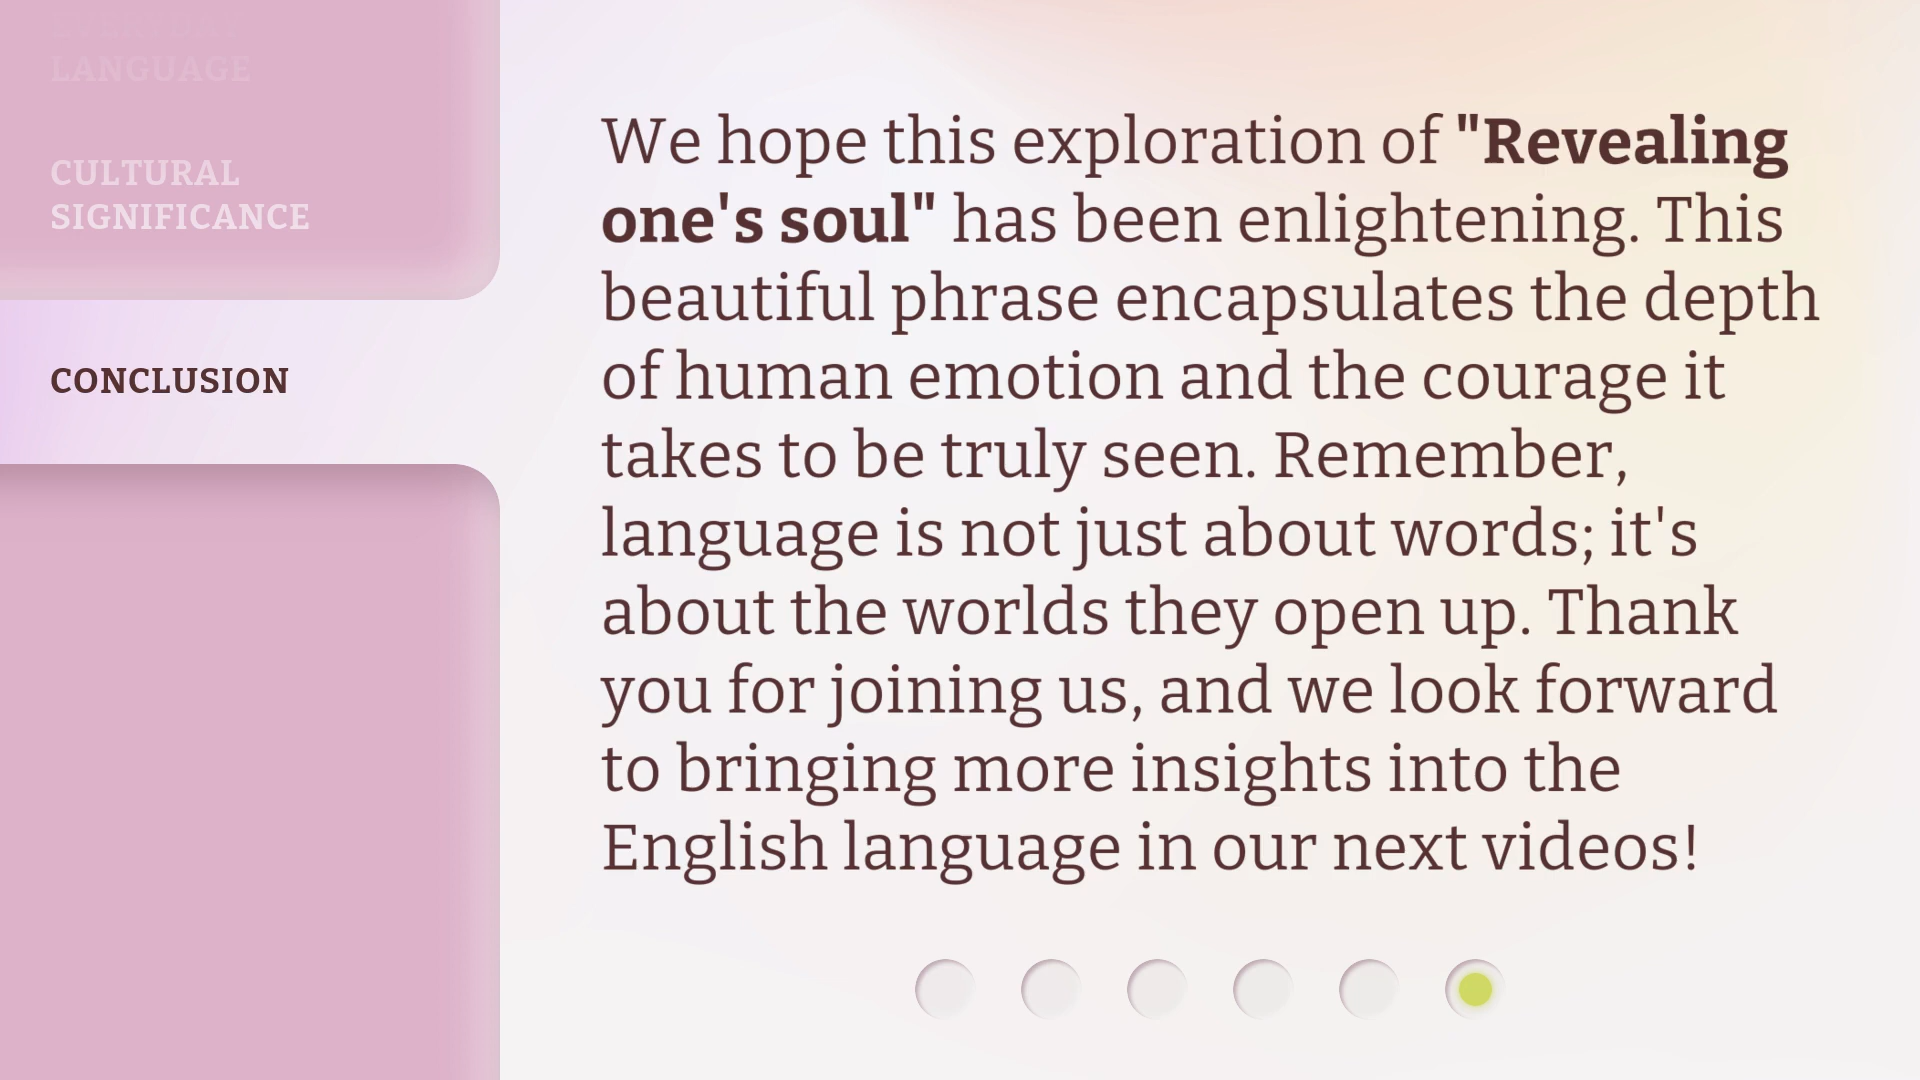 EVERYDAY
LANGUAGE
CULTURAL
SIGNIFICANCE
CONCLUSION
We hope this exploration of "Revealing
one's soul" has been enlightening. This
beautiful phrase encapsulates the depth
of human emotion and the courage it
takes to be truly seen. Remember,
language is not just about words; it's
about the worlds they open up. Thank
you for joining us, and we look forward
to bringing more insights into the
English language in our next videos!